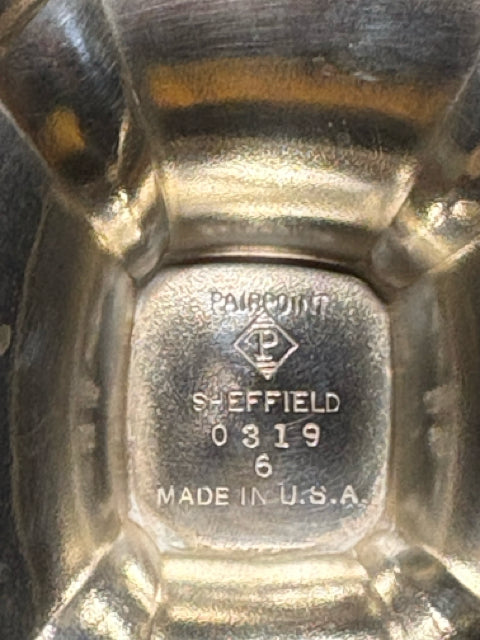 PAIRPOINT
P
SHEFFIELD
0319
6
MADE IN U.S.A.